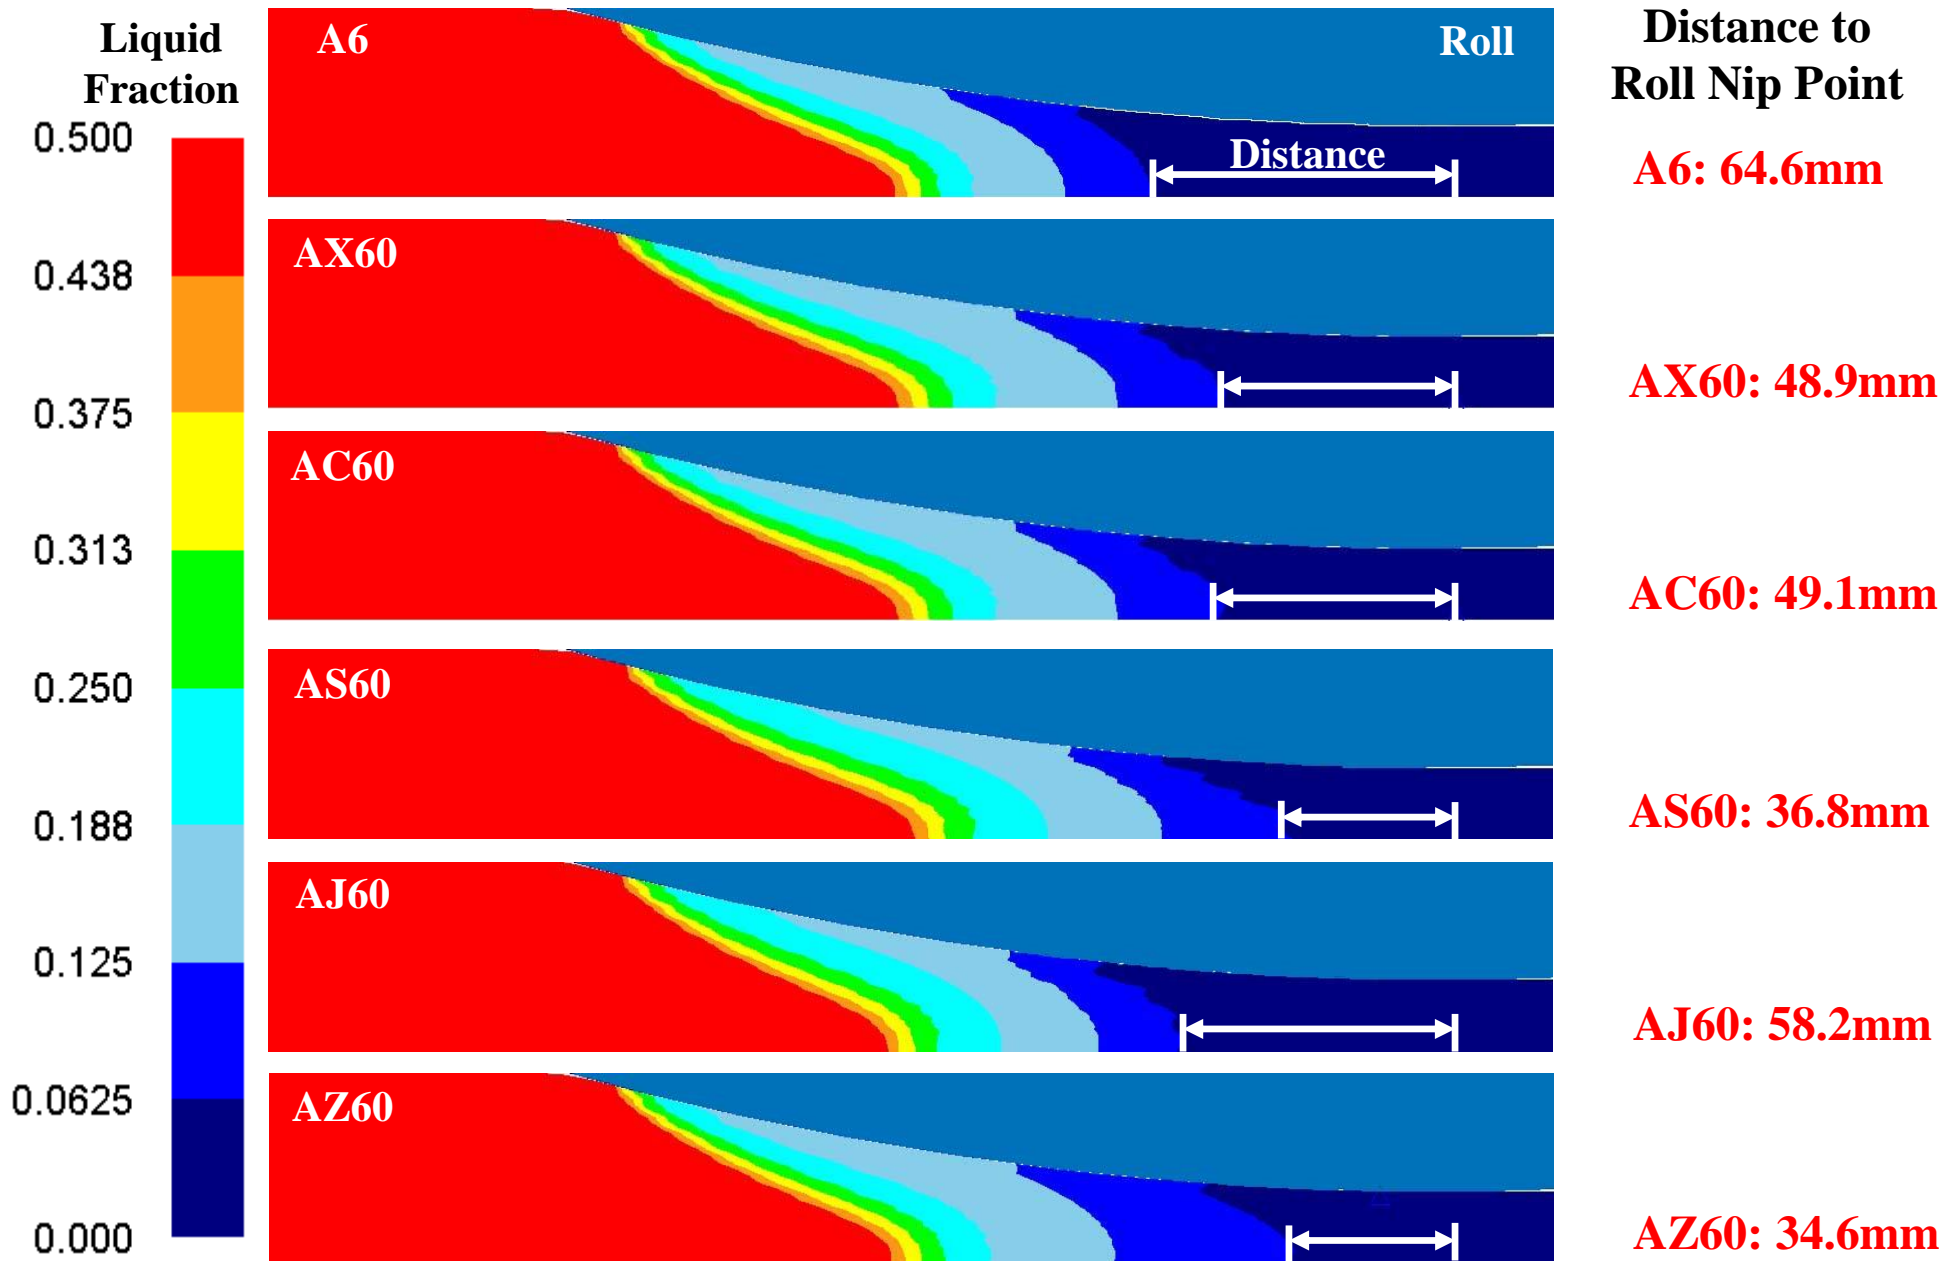 Liquid
Fraction
0.500
0.438
0.375
0.313
0.250
0.188
0.125
0.0625
0.000
A6
Roll
Distance
AX60
AC60
AS60
AJ60
AZ60
Distance to
Roll Nip Point
A6: 64.6mm
AX60: 48.9mm
AC60: 49.1mm
AS60: 36.8mm
AJ60: 58.2mm
AZ60: 34.6mm